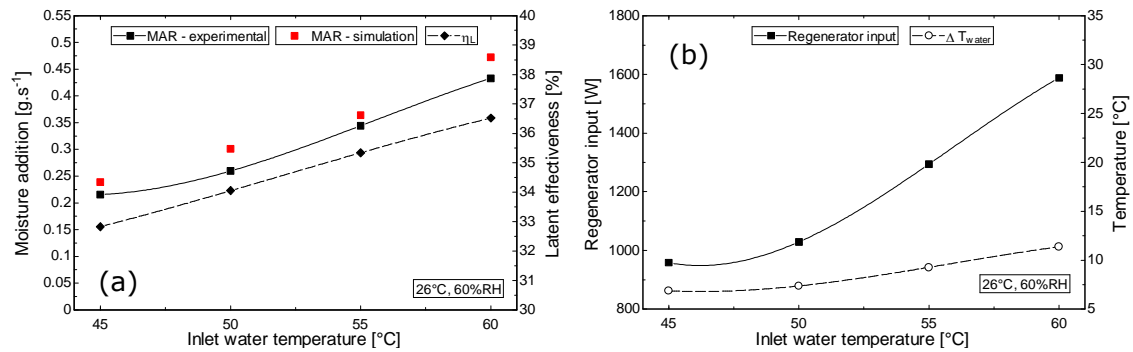 MAR - experimental MAR - simulation ηL
Moisture addition [g.s⁻¹]
0.55
0.5
0.45
0.4
0.35
0.3
0.25
0.2
0.15
0.1
0.05
0
40
39
38
37
36
35
34
33
32
31
30
Latent effectiveness [%]
(a)
26°C, 60%RH
45 50 55 60
Inlet water temperature [°C]
Regenerator input Δ Twater
(b)
Regenerator input [W]
1800
1600
1400
1200
1000
800
35
30
25
20
15
10
5
Temperature [°C]
26°C, 60%RH
45 50 55 60
Inlet water temperature [°C]